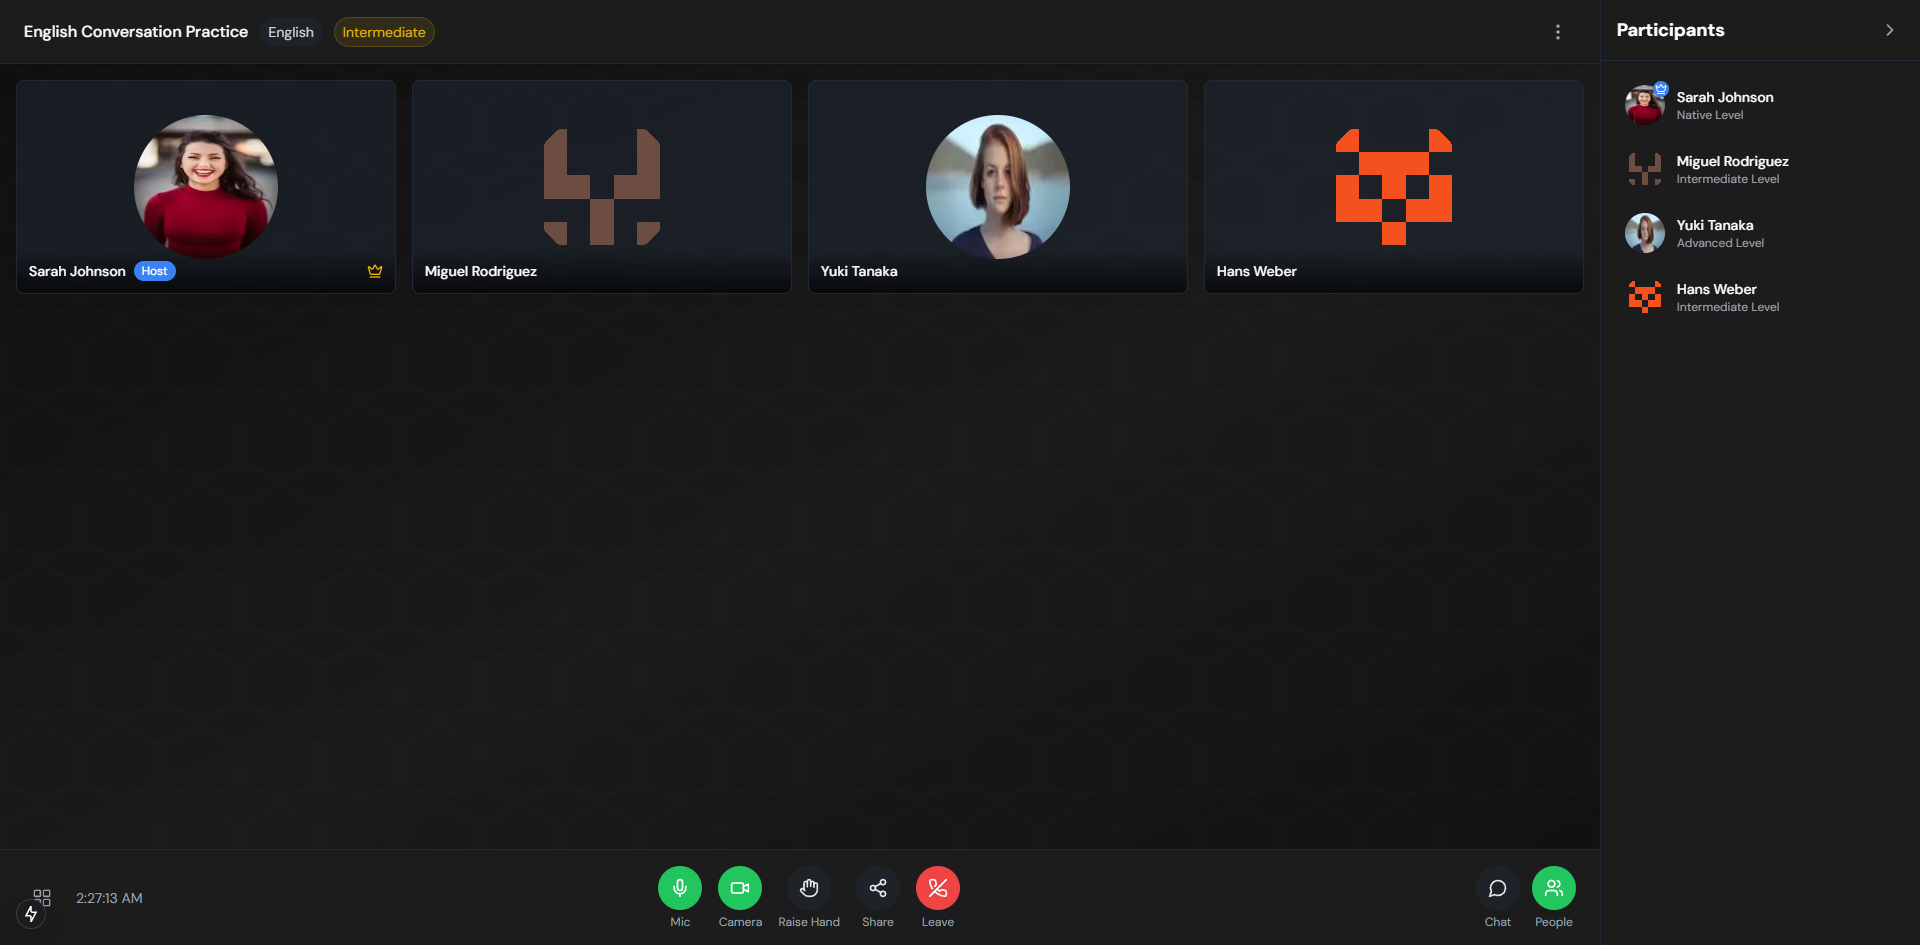 English Conversation Practice English Intermediate
Sarah Johnson Host
Miguel Rodriguez
Yuki Tanaka
Hans Weber
Participants
Sarah Johnson
Native Level
Miguel Rodriguez
Intermediate Level
Yuki Tanaka
Advanced Level
Hans Weber
Intermediate Level
2:27:13 AM
Mic
Camera
Raise Hand
Share
Leave
Chat
People